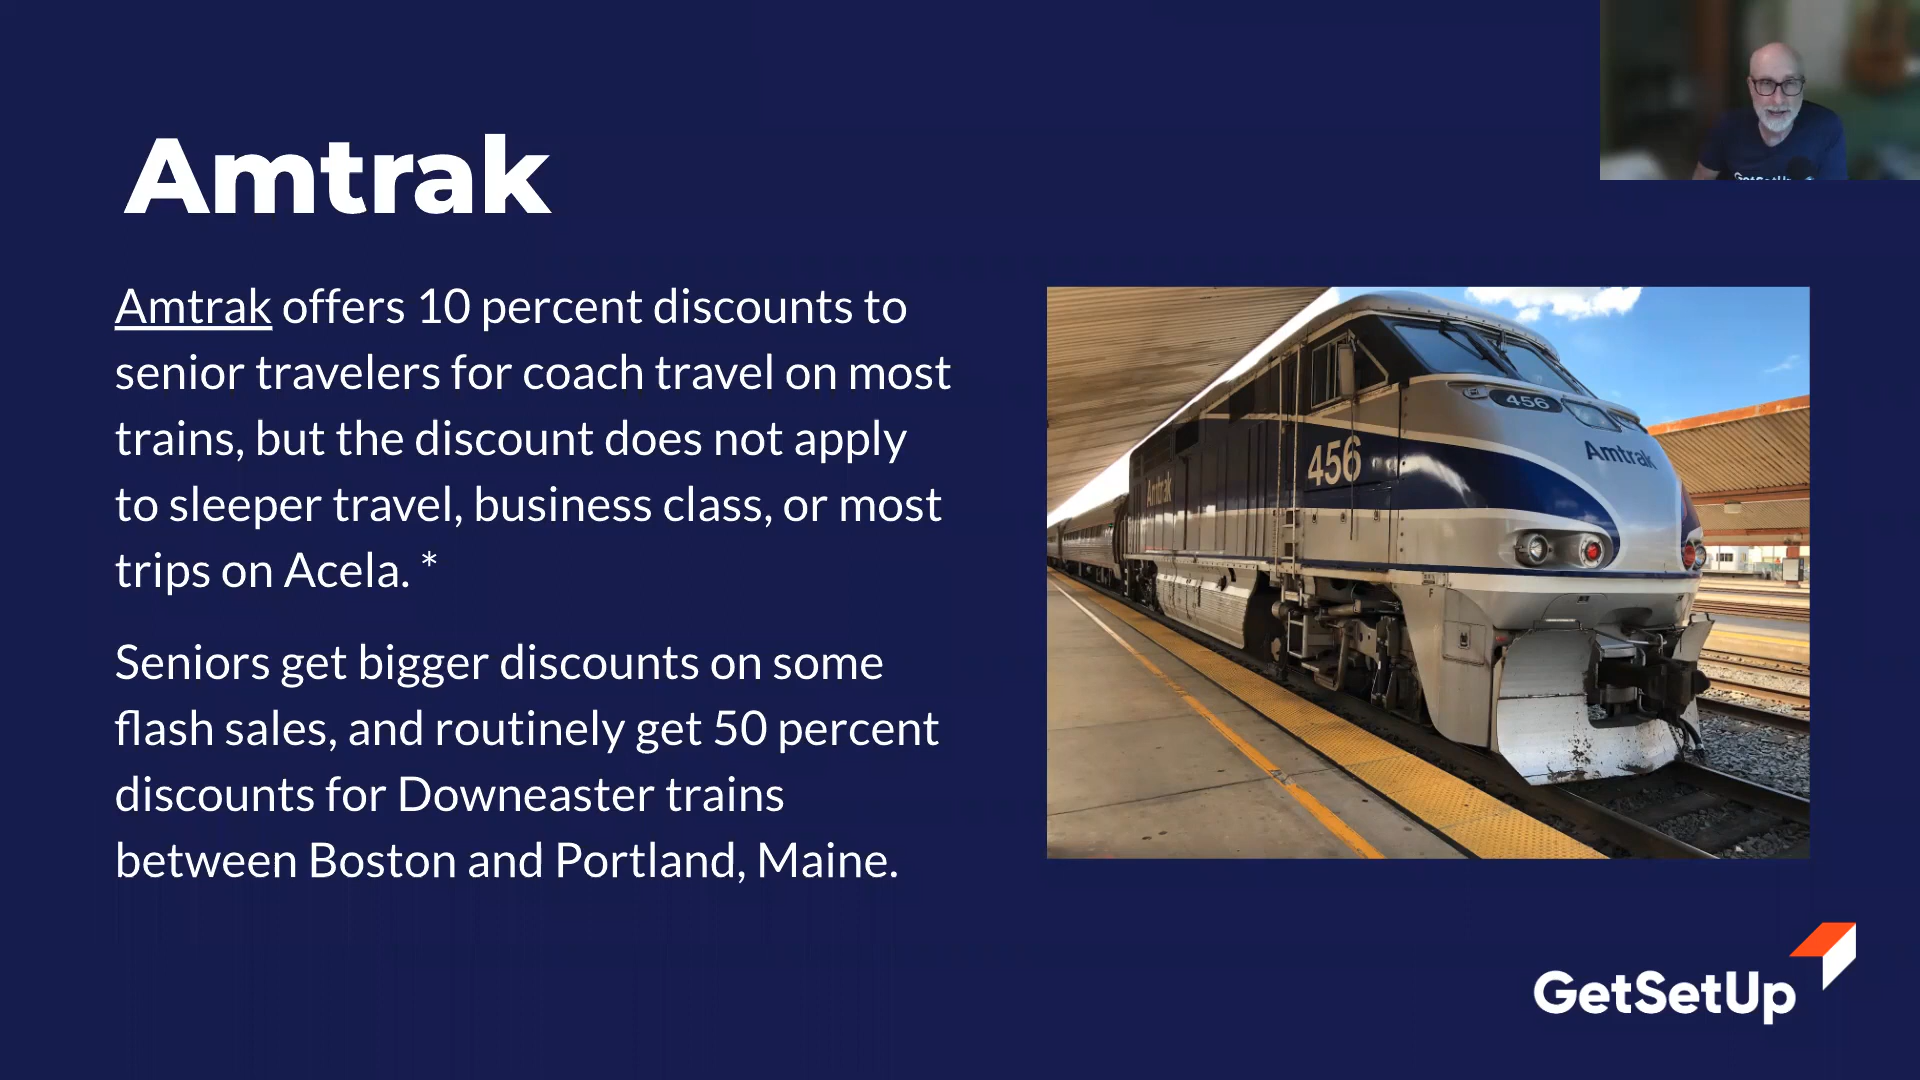 GetSetUp
Amtrak
Amtrak offers 10 percent discounts to
senior travelers for coach travel on most
trains, but the discount does not apply
to sleeper travel, business class, or most
trips on Acela. *
Seniors get bigger discounts on some
flash sales, and routinely get 50 percent
discounts for Downeaster trains
between Boston and Portland, Maine.
456
Amtrak
456
Amtrak
GetSetUp